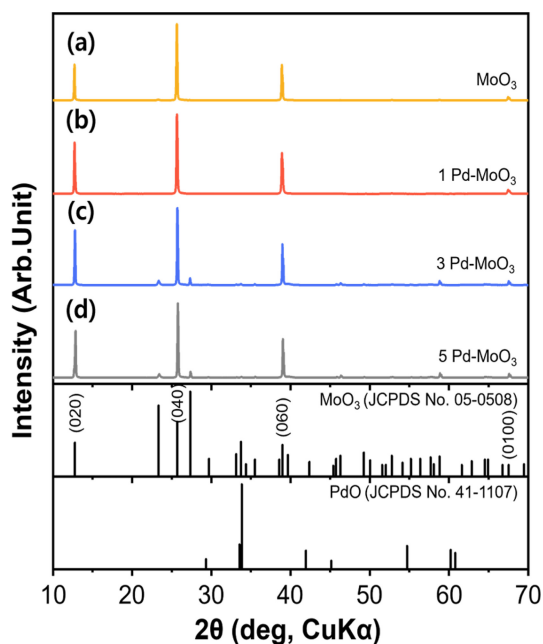 (a)
MoO₃
(b)
1 Pd-MoO₃
(c)
3 Pd-MoO₃
(d)
5 Pd-MoO₃
Intensity (Arb.Unit)
(020)
(040)
(060)
(0100)
MoO₃ (JCPDS No. 05-0508)
PdO (JCPDS No. 41-1107)
10 20 30 40 50 60 70
2θ (deg, CuKα)